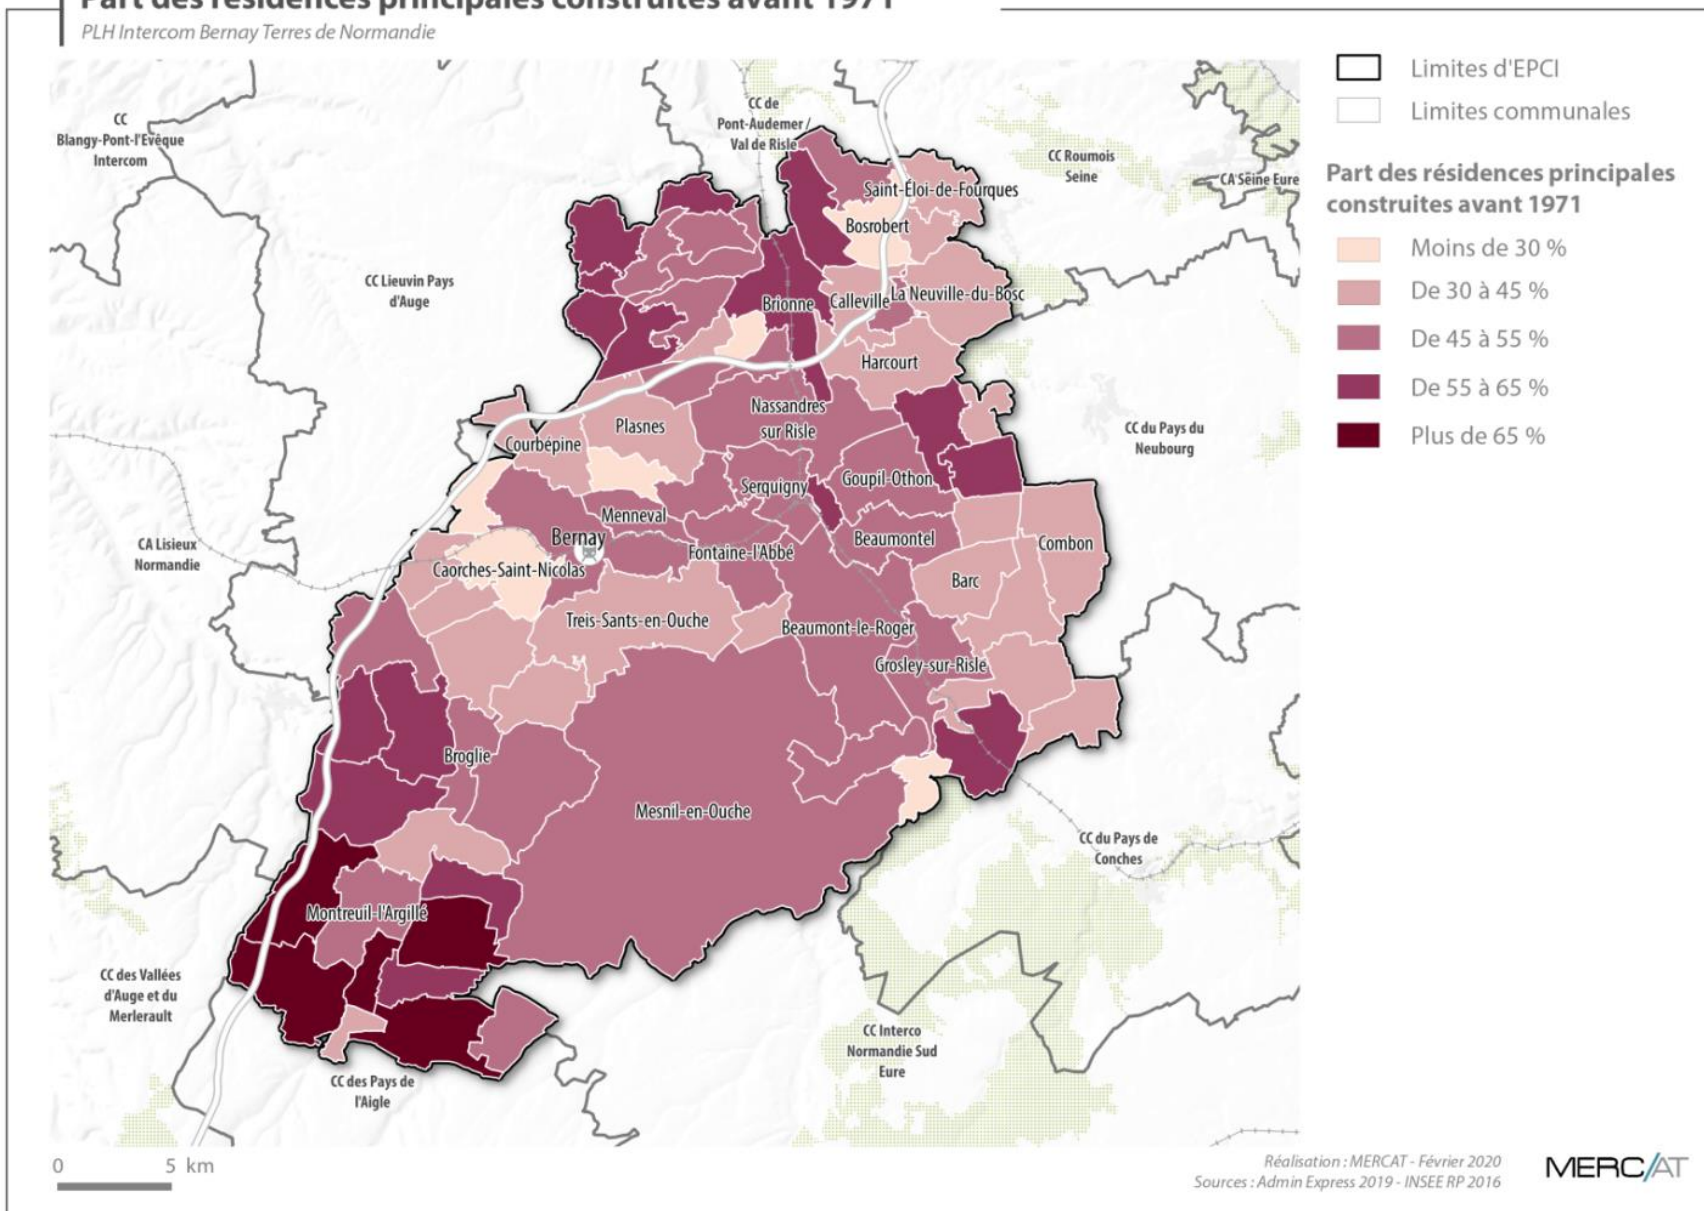 Part des résidences principales construites avant 1971
PLH Intercom Bernay Terres de Normandie
Limites d'EPCI
Limites communales
Part des résidences principales
construites avant 1971
Moins de 30 %
De 30 à 45 %
De 45 à 55 %
De 55 à 65 %
Plus de 65 %
CC
Blangy-Pont-l'Évêque
Intercom
CC de
Pont-Audemer /
Val de Risle
CC Roumois
Seine
CA Seine Eure
Saint-Éloi-de-Fourques
Bosrobert
CC Lieuvin Pays
d'Auge
Brionne
Calleville
La Neuville-du-Bosc
Harcourt
Nassandres
sur Risle
Plasnes
Courbépine
CC du Pays du
Neubourg
Serquigny
Goupil-Othon
Menneval
Bernay
Fontaine-l'Abbé
Beaumontel
Combon
CA Lisieux
Normandie
Caorches-Saint-Nicolas
Barc
Treis-Sants-en-Ouche
Beaumont-le-Roger
Grosley-sur-Risle
Broglie
Mesnil-en-Ouche
CC du Pays de
Conches
Montreuil-l'Argillé
CC des Vallées
d'Auge et du
Merlerault
CC Interco
Normandie Sud
Eure
CC des Pays de
l'Aigle
0 5 km
Réalisation : MERCAT - Février 2020
Sources : Admin Express 2019 - INSEE RP 2016
MERC/AT